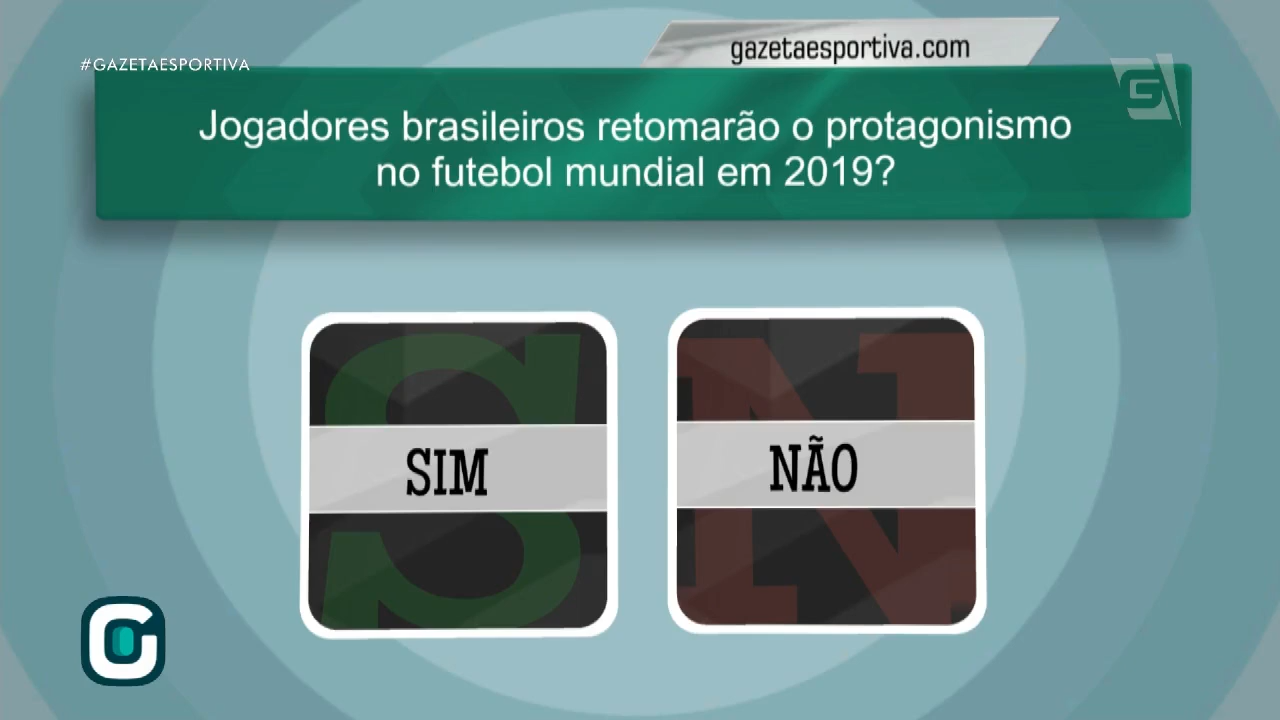 gazetaesportiva.com
#GAZETAESPORTIVA
Jogadores brasileiros retomarão o protagonismo
no futebol mundial em 2019?
SIM
NÃO